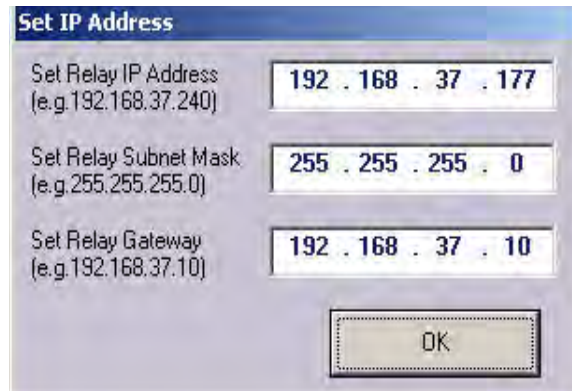 Set IP Address
Set Relay IP Address
(e.g.192.168.37.240)
192 . 168 . 37 . 177
Set Relay Subnet Mask
(e.g.255.255.255.0)
255 . 255 . 255 . 0
Set Relay Gateway
(e.g.192.168.37.10)
192 . 168 . 37 . 10
OK